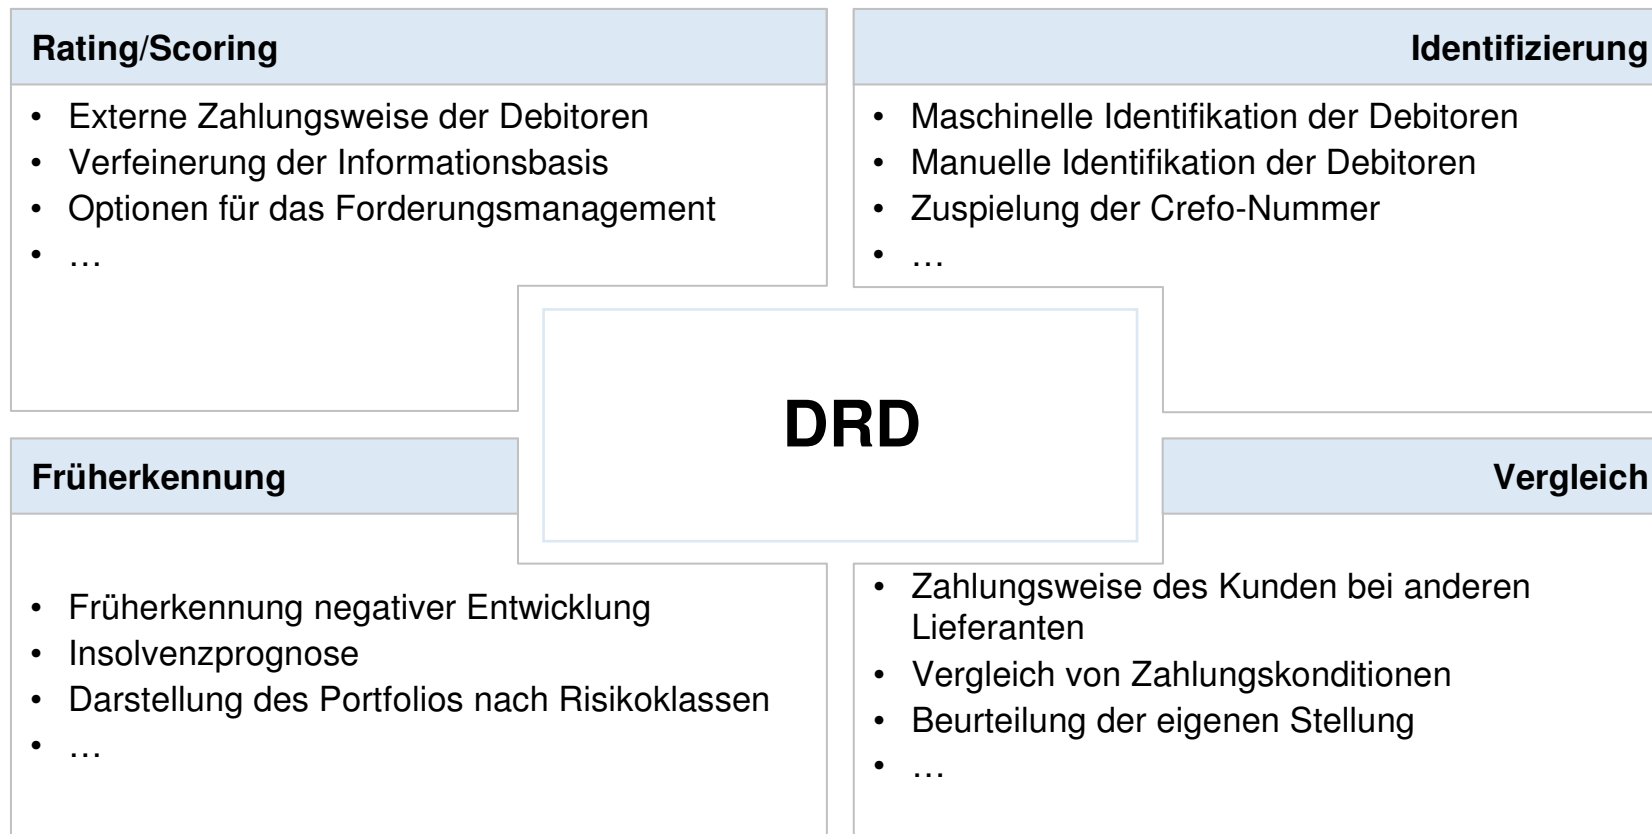 Rating/Scoring
• Externe Zahlungsweise der Debitoren
• Verfeinerung der Informationsbasis
• Optionen für das Forderungsmanagement
• …
Identifizierung
• Maschinelle Identifikation der Debitoren
• Manuelle Identifikation der Debitoren
• Zuspielung der Crefo-Nummer
• …
DRD
Früherkennung
• Früherkennung negativer Entwicklung
• Insolvenzprognose
• Darstellung des Portfolios nach Risikoklassen
• …
Vergleich
• Zahlungsweise des Kunden bei anderen
Lieferanten
• Vergleich von Zahlungskonditionen
• Beurteilung der eigenen Stellung
• …